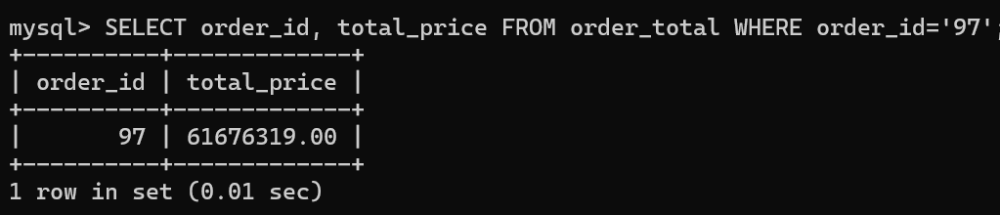 mysql> SELECT order_id, total_price FROM order_total WHERE order_id='97';
+----------+-------------+
| order_id | total_price |
+----------+-------------+
|       97 | 61676319.00 |
+----------+-------------+
1 row in set (0.01 sec)